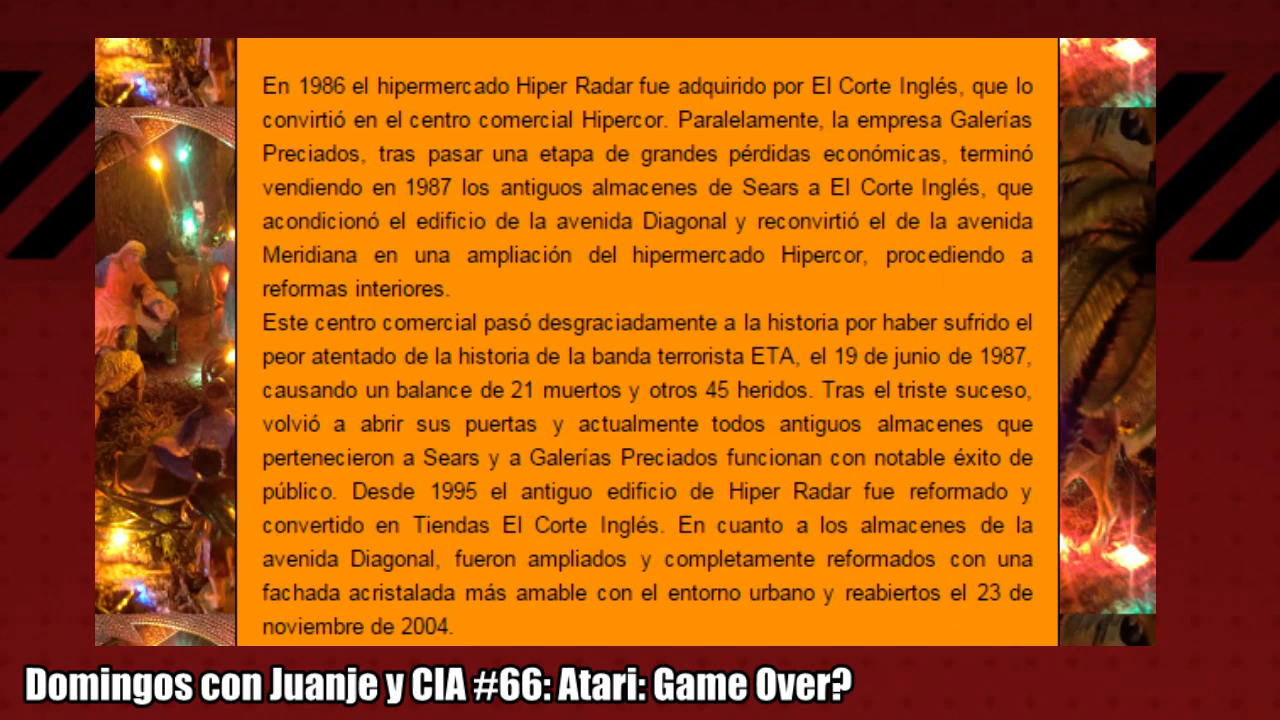 En 1986 el hipermercado Hiper Radar fue adquirido por El Corte Inglés, que lo
convirtió en el centro comercial Hipercor. Paralelamente, la empresa Galerías
Preciados, tras pasar una etapa de grandes pérdidas económicas, terminó
vendiendo en 1987 los antiguos almacenes de Sears a El Corte Inglés, que
acondicionó el edificio de la avenida Diagonal y reconvirtió el de la avenida
Meridiana en una ampliación del hipermercado Hipercor, procediendo a
reformas interiores.
Este centro comercial pasó desgraciadamente a la historia por haber sufrido el
peor atentado de la historia de la banda terrorista ETA, el 19 de junio de 1987,
causando un balance de 21 muertos y otros 45 heridos. Tras el triste suceso,
volvió a abrir sus puertas y actualmente todos antiguos almacenes que
pertenecieron a Sears y a Galerías Preciados funcionan con notable éxito de
público. Desde 1995 el antiguo edificio de Hiper Radar fue reformado y
convertido en Tiendas El Corte Inglés. En cuanto a los almacenes de la
avenida Diagonal, fueron ampliados y completamente reformados con una
fachada acristalada más amable con el entorno urbano y reabiertos el 23 de
noviembre de 2004.
Domingos con Juanje y CIA #66: Atari: Game Over?